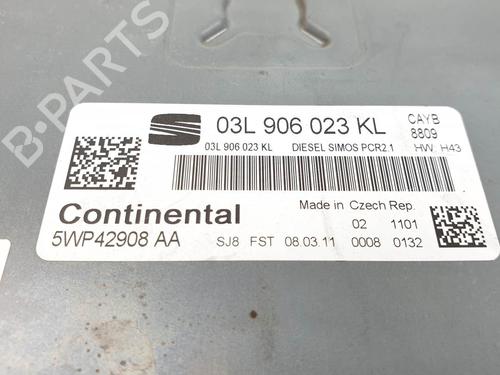 B-PARTS
03L 906 023 KL
CAYB
8809
03L 906 023 KL DIESEL SIMOS PCR2.1 HW: H43
Continental
Made in Czech Rep.
02 1101
5WP42908 AA
SJ8 FST 08.03.11 0008 0132